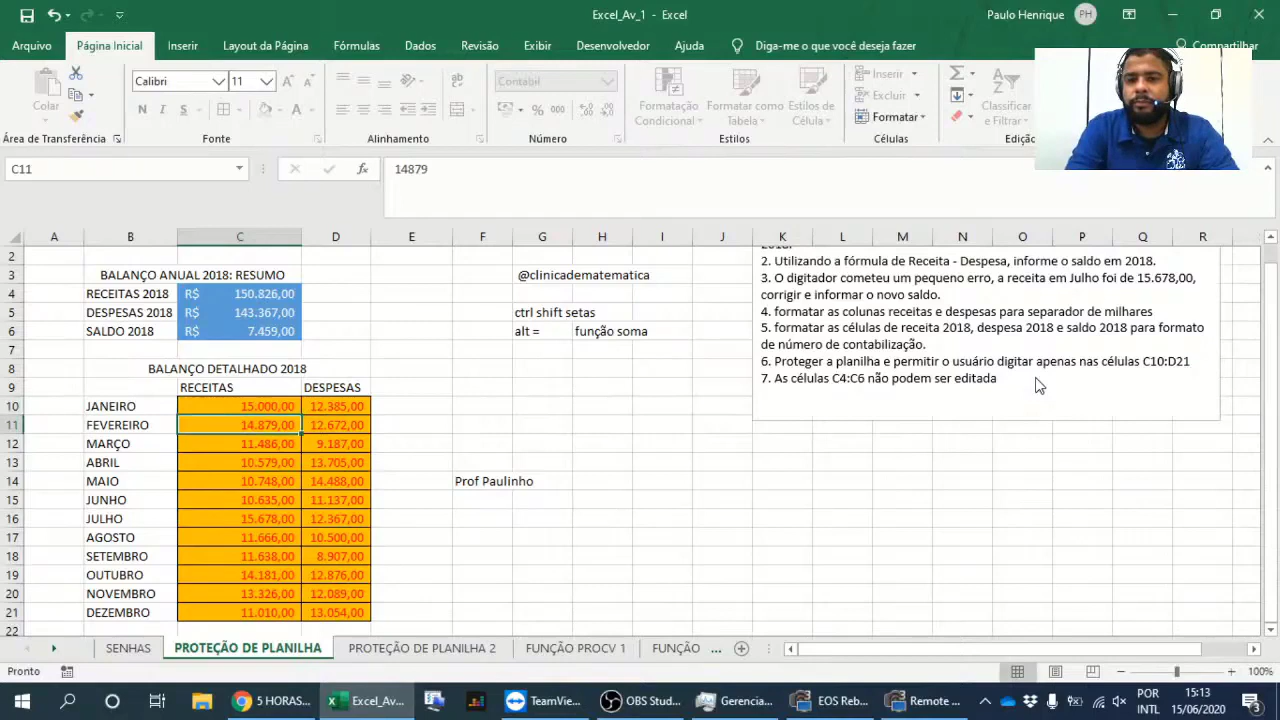 Excel_Av_1 - Excel
Paulo Henrique PH
Arquivo Página Inicial Inserir Layout da Página Fórmulas Dados Revisão Exibir Desenvolvedor Ajuda Diga-me o que você deseja fazer Compartilhar
Colar
Calibri 11
N I S
Contábil
% 000
Formatação Condicional
Formatar como Tabela
Estilos de Célula
Inserir
Excluir
Formatar
Classificar e Filtrar
Área de Transferência Fonte Alinhamento Número Estilos Células Edição
C11 fx 14879
A B C D E F G H I J K L M N O P Q R
2
3 BALANÇO ANUAL 2018: RESUMO @clinicadematematica
4 RECEITAS 2018 R$ 150.826,00
5 DESPESAS 2018 R$ 143.367,00 ctrl shift setas
6 SALDO 2018 R$ 7.459,00 alt = função soma
7
8 BALANÇO DETALHADO 2018
9 RECEITAS DESPESAS
10 JANEIRO 15.000,00 12.385,00
11 FEVEREIRO 14.879,00 12.672,00
12 MARÇO 11.486,00 9.187,00
13 ABRIL 10.579,00 13.705,00
14 MAIO 10.748,00 14.488,00 Prof Paulinho
15 JUNHO 10.635,00 11.137,00
16 JULHO 15.678,00 12.367,00
17 AGOSTO 11.666,00 10.500,00
18 SETEMBRO 11.638,00 8.907,00
19 OUTUBRO 14.181,00 12.876,00
20 NOVEMBRO 13.326,00 12.089,00
21 DEZEMBRO 11.010,00 13.054,00
22
2018.
2. Utilizando a fórmula de Receita - Despesa, informe o saldo em 2018.
3. O digitador cometeu um pequeno erro, a receita em Julho foi de 15.678,00,
corrigir e informar o novo saldo.
4. formatar as colunas receitas e despesas para separador de milhares
5. formatar as células de receita 2018, despesa 2018 e saldo 2018 para formato
de número de contabilização.
6. Proteger a planilha e permitir o usuário digitar apenas nas células C10:D21
7. As células C4:C6 não podem ser editada
SENHAS PROTEÇÃO DE PLANILHA PROTEÇÃO DE PLANILHA 2 FUNÇÃO PROCV 1 FUNÇÃO ...
Pronto 100%
5 HORAS... Excel_Av... TeamVie... OBS Stud... Gerencia... EOS Reb... Remote ...
POR
INTL
15:13
15/06/2020